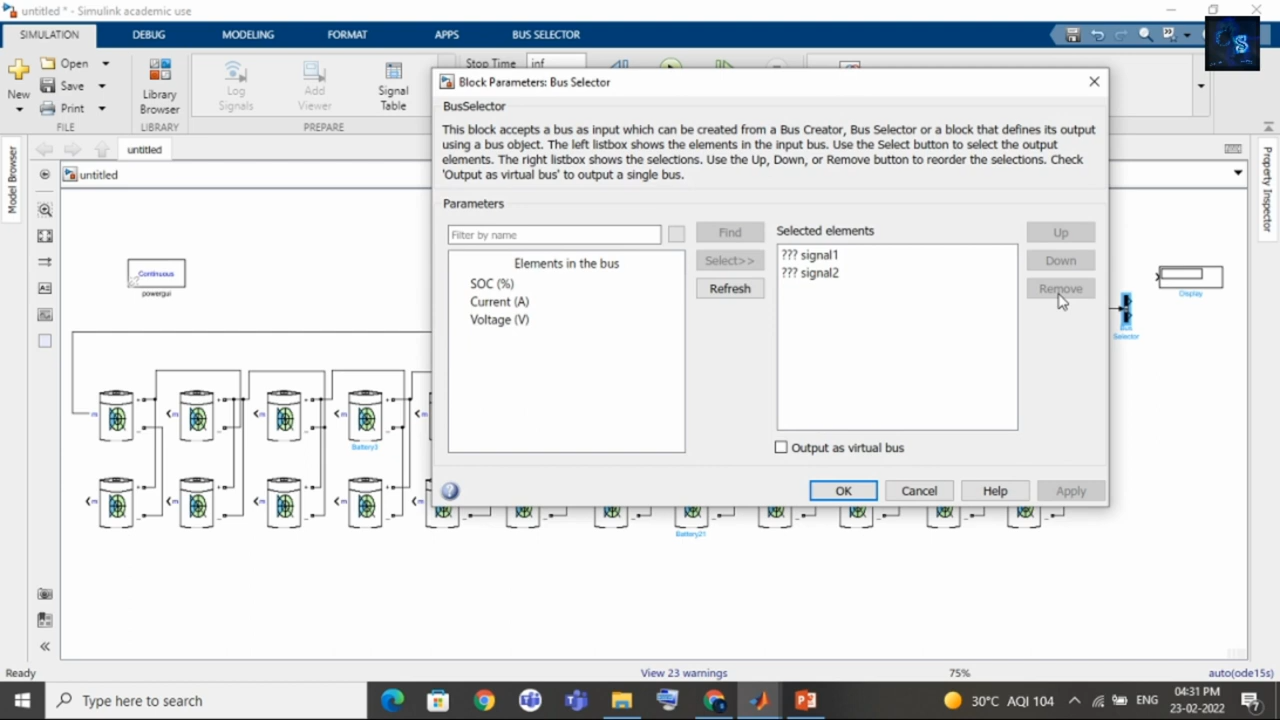 untitled * - Simulink academic use
SIMULATION
DEBUG
MODELING
FORMAT
APPS
BUS SELECTOR
New
Open
Save
Print
FILE
Library
Browser
LIBRARY
Log
Signals
Add
Viewer
Signal
Table
PREPARE
Stop Time
inf
Block Parameters: Bus Selector
BusSelector
This block accepts a bus as input which can be created from a Bus Creator, Bus Selector or a block that defines its output
using a bus object. The left listbox shows the elements in the input bus. Use the Select button to select the output
elements. The right listbox shows the selections. Use the Up, Down, or Remove button to reorder the selections. Check
'Output as virtual bus' to output a single bus.
Parameters
Filter by name
Find
Select>>
Refresh
Elements in the bus
SOC (%)
Current (A)
Voltage (V)
Selected elements
??? signal1
??? signal2
Up
Down
Remove
Output as virtual bus
OK
Cancel
Help
Apply
Model Browser
Property Inspector
untitled
untitled
Continuous
powergui
Display
Selector
Battery3
Battery21
Ready
View 23 warnings
75%
auto(ode15s)
Type here to search
30°C AQI 104
ENG
04:31 PM
23-02-2022